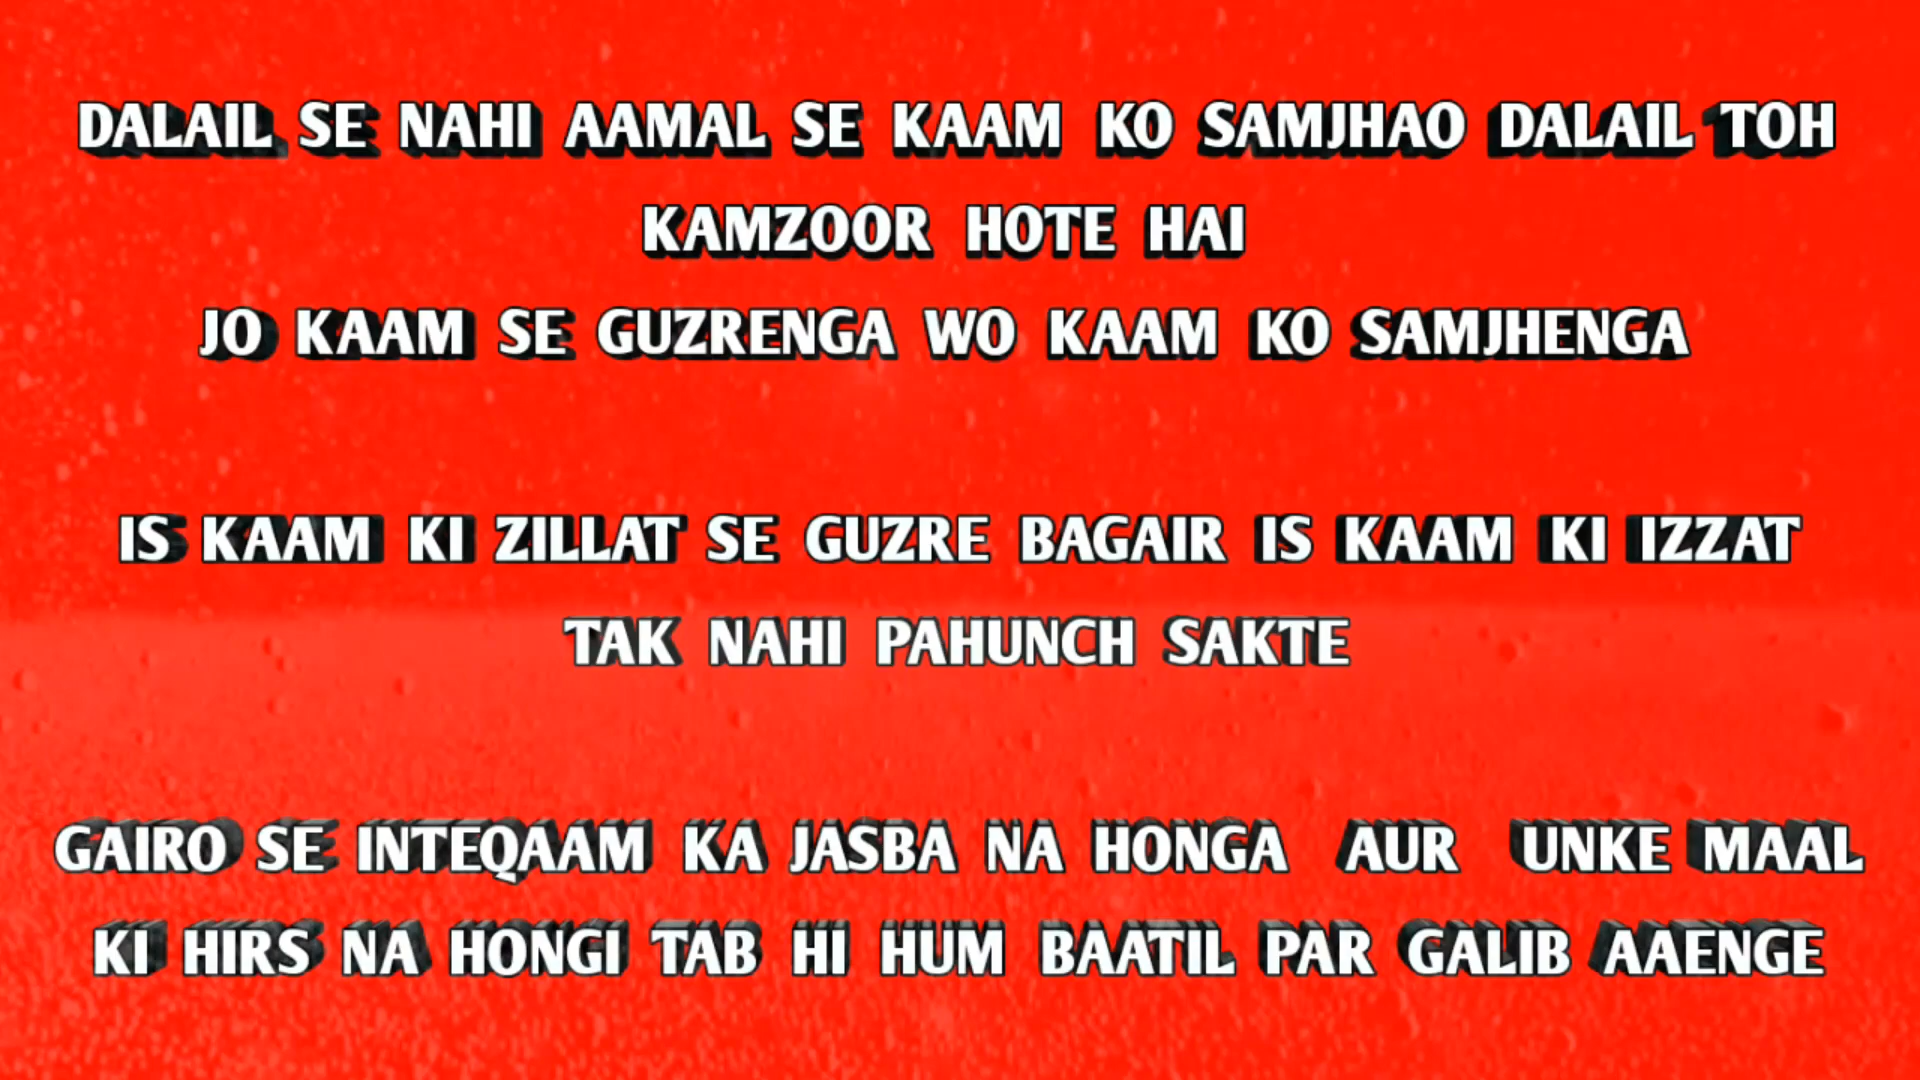 DALAIL SE NAHI AAMAL SE KAAM KO SAMJHAO DALAIL TOH
KAMZOOR HOTE HAI
JO KAAM SE GUZRENGA WO KAAM KO SAMJHENGA
IS KAAM KI ZILLAT SE GUZRE BAGAIR IS KAAM KI IZZAT
TAK NAHI PAHUNCH SAKTE
GAIRO SE INTEQAAM KA JASBA NA HONGA AUR UNKE MAAL
KI HIRS NA HONGI TAB HI HUM BAATIL PAR GALIB AAENGE